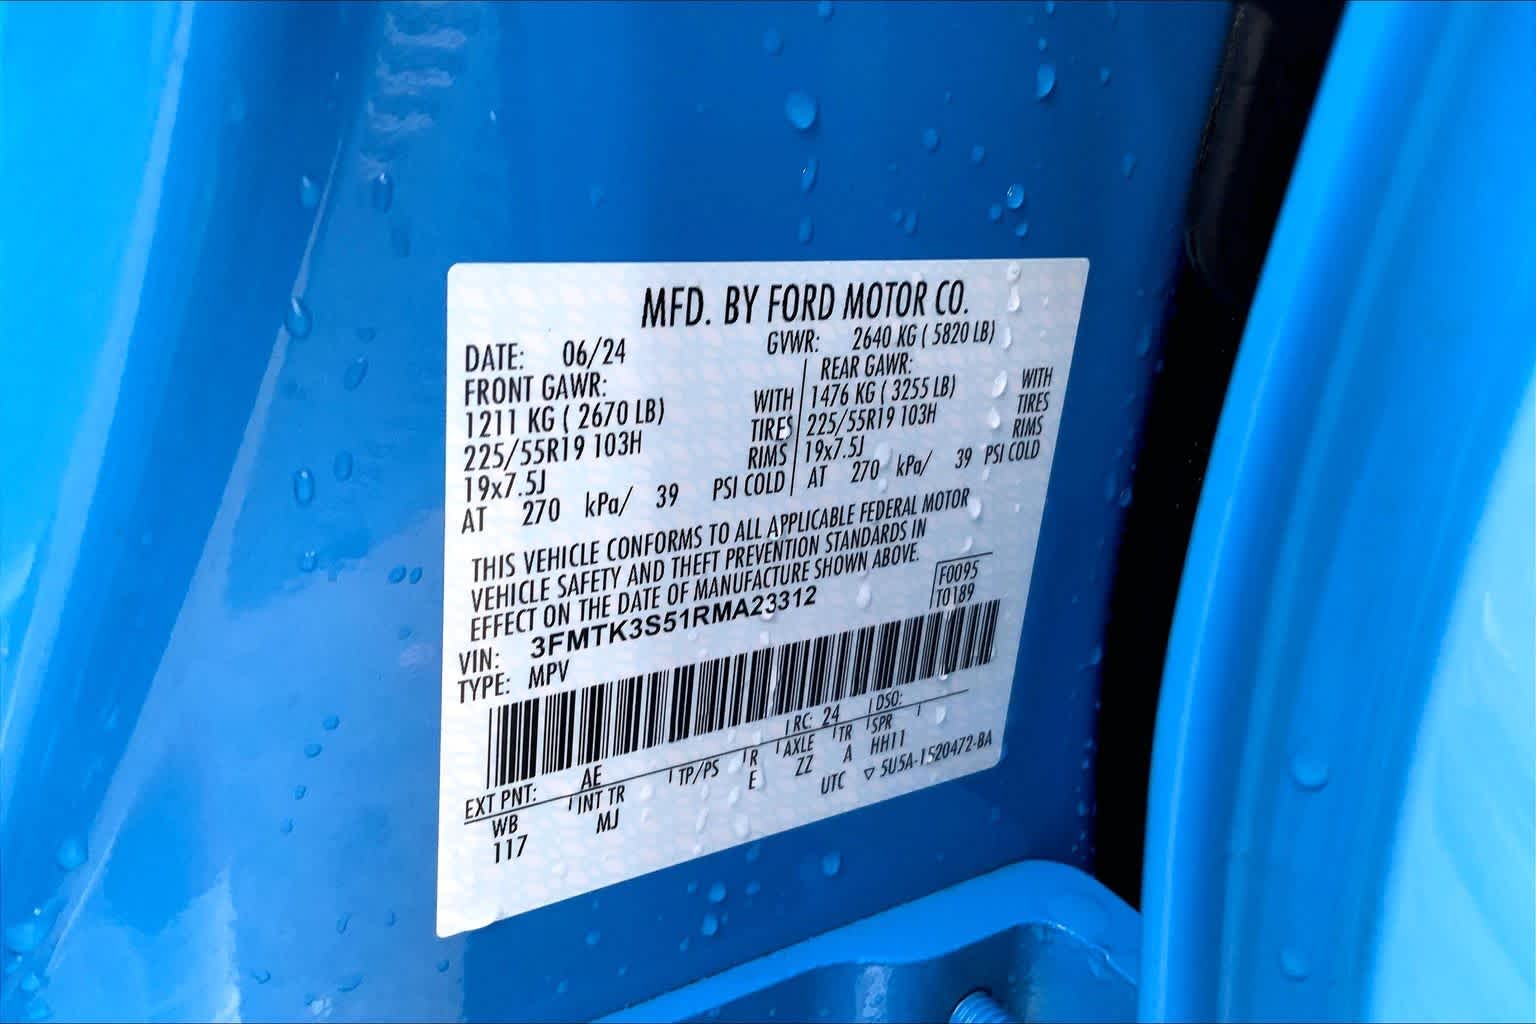 MFD. BY FORD MOTOR CO.
DATE: 06/24 GVWR: 2640 KG ( 5820 LB)
FRONT GAWR: REAR GAWR:
1211 KG ( 2670 LB) WITH 1476 KG ( 3255 LB) WITH
225/55R19 103H TIRES 225/55R19 103H TIRES
19x7.5J RIMS 19x7.5J RIMS
AT 270 kPa/ 39 PSI COLD AT 270 kPa/ 39 PSI COLD
THIS VEHICLE CONFORMS TO ALL APPLICABLE FEDERAL MOTOR
VEHICLE SAFETY AND THEFT PREVENTION STANDARDS IN
EFFECT ON THE DATE OF MANUFACTURE SHOWN ABOVE.
F0095
VIN: 3FMTK3S51RMA23312 T0189
TYPE: MPV
EXT PNT: AE RC: 24 DSO:
WB INT TR TP/PS R AXLE TR SPR
117 MJ E ZZ A HH11
UTC ▽ 5U5A-1520472-BA